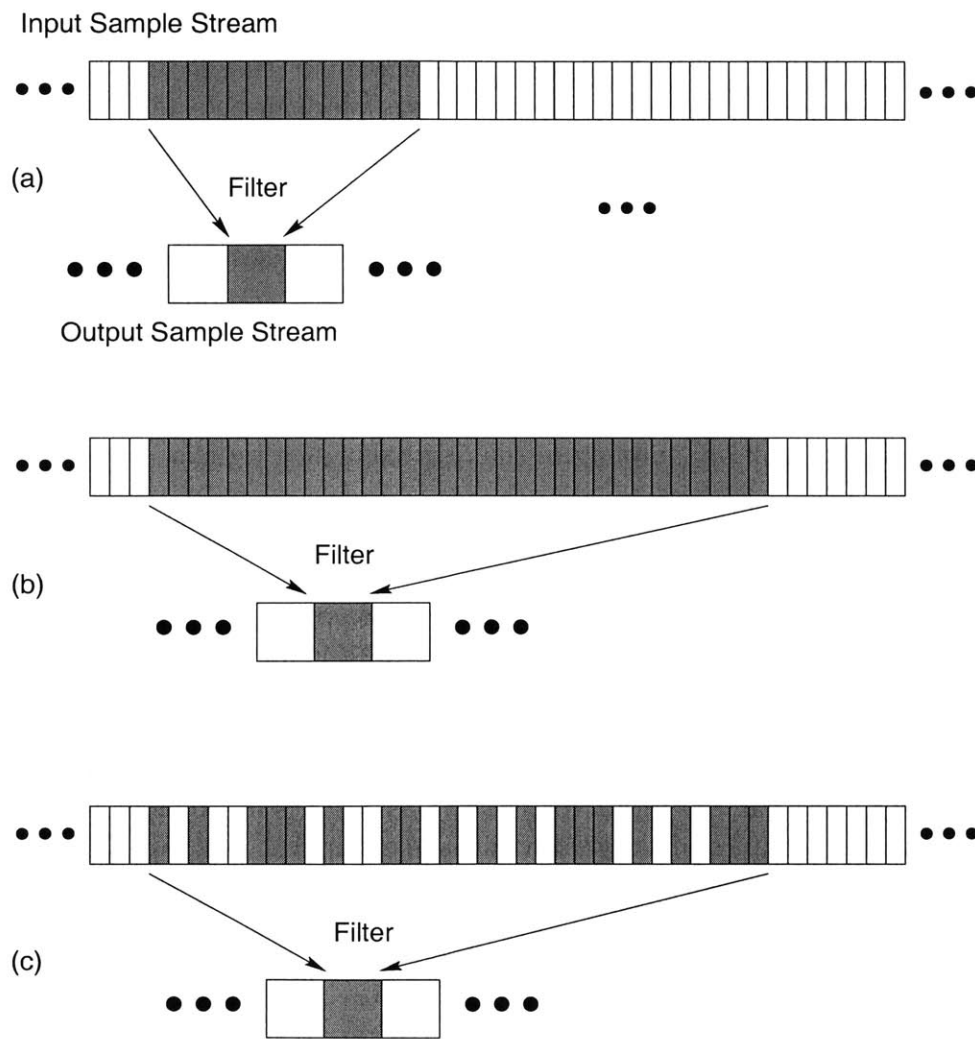 Input Sample Stream
(a)
Filter
Output Sample Stream
Filter
(b)
Filter
(c)